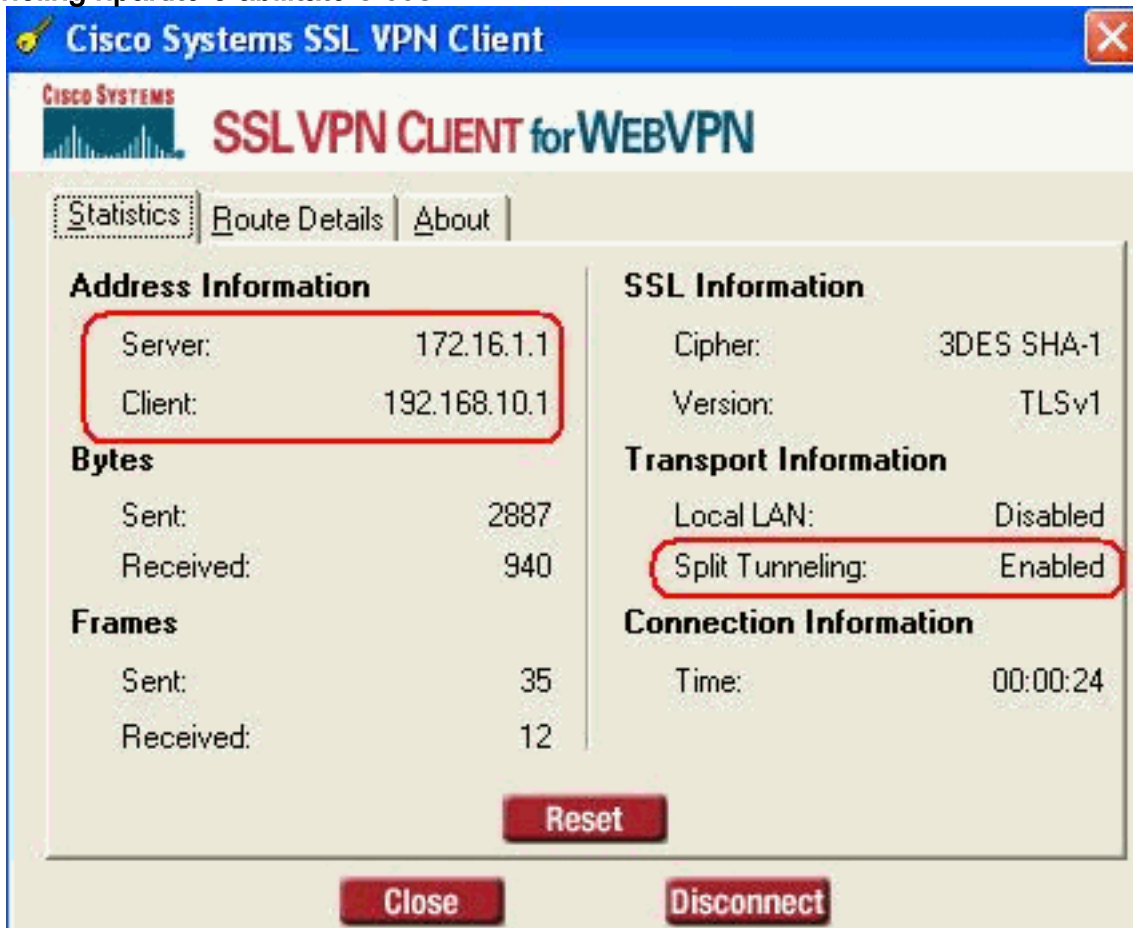 Cisco Systems SSL VPN Client
CISCO SYSTEMS
SSL VPN CLIENT for WEBVPN
Statistics Route Details About
Address Information
Server: 172.16.1.1
Client: 192.168.10.1
Bytes
Sent: 2887
Received: 940
Frames
Sent: 35
Received: 12
SSL Information
Cipher: 3DES SHA-1
Version: TLSv1
Transport Information
Local LAN: Disabled
Split Tunneling: Enabled
Connection Information
Time: 00:00:24
Reset
Close Disconnect